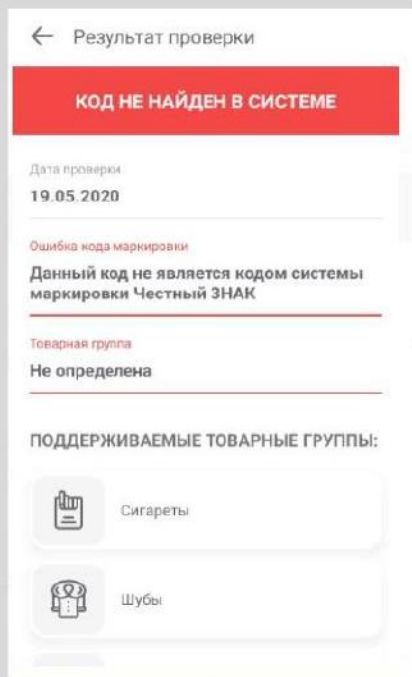 Результат проверки
КОД НЕ НАЙДЕН В СИСТЕМЕ
Дата проверки
19.05.2020
Ошибка кода маркировки
Данный код не является кодом системы
маркировки Честный ЗНАК
Товарная группа
Не определена
ПОДДЕРЖИВАЕМЫЕ ТОВАРНЫЕ ГРУППЫ:
Сигареты
Шубы